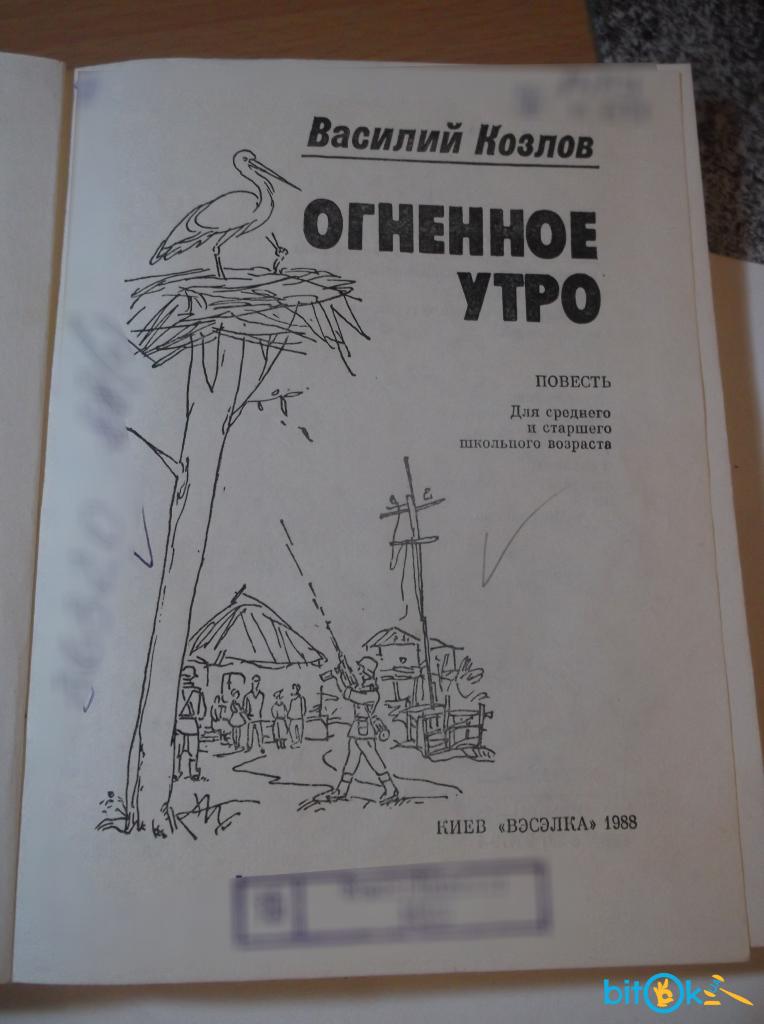 Василий Козлов
ОГНЕННОЕ
УТРО
ПОВЕСТЬ
Для среднего
и старшего
школьного возраста
КИЕВ «ВЭСЭЛКА» 1988
bitOk